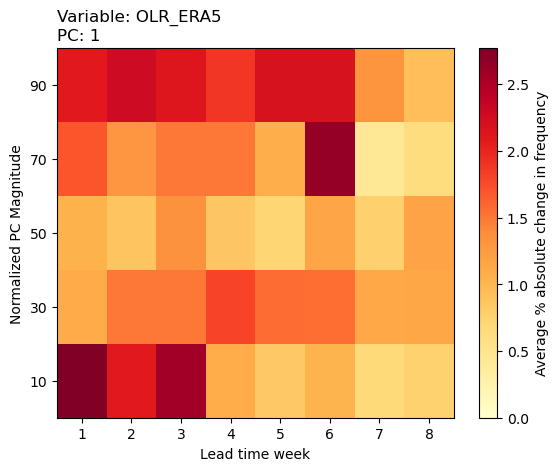 Variable: OLR_ERA5
PC: 1
90
70
50
30
10
Normalized PC Magnitude
1 2 3 4 5 6 7 8
Lead time week
2.5
2.0
1.5
1.0
0.5
0.0
Average % absolute change in frequency